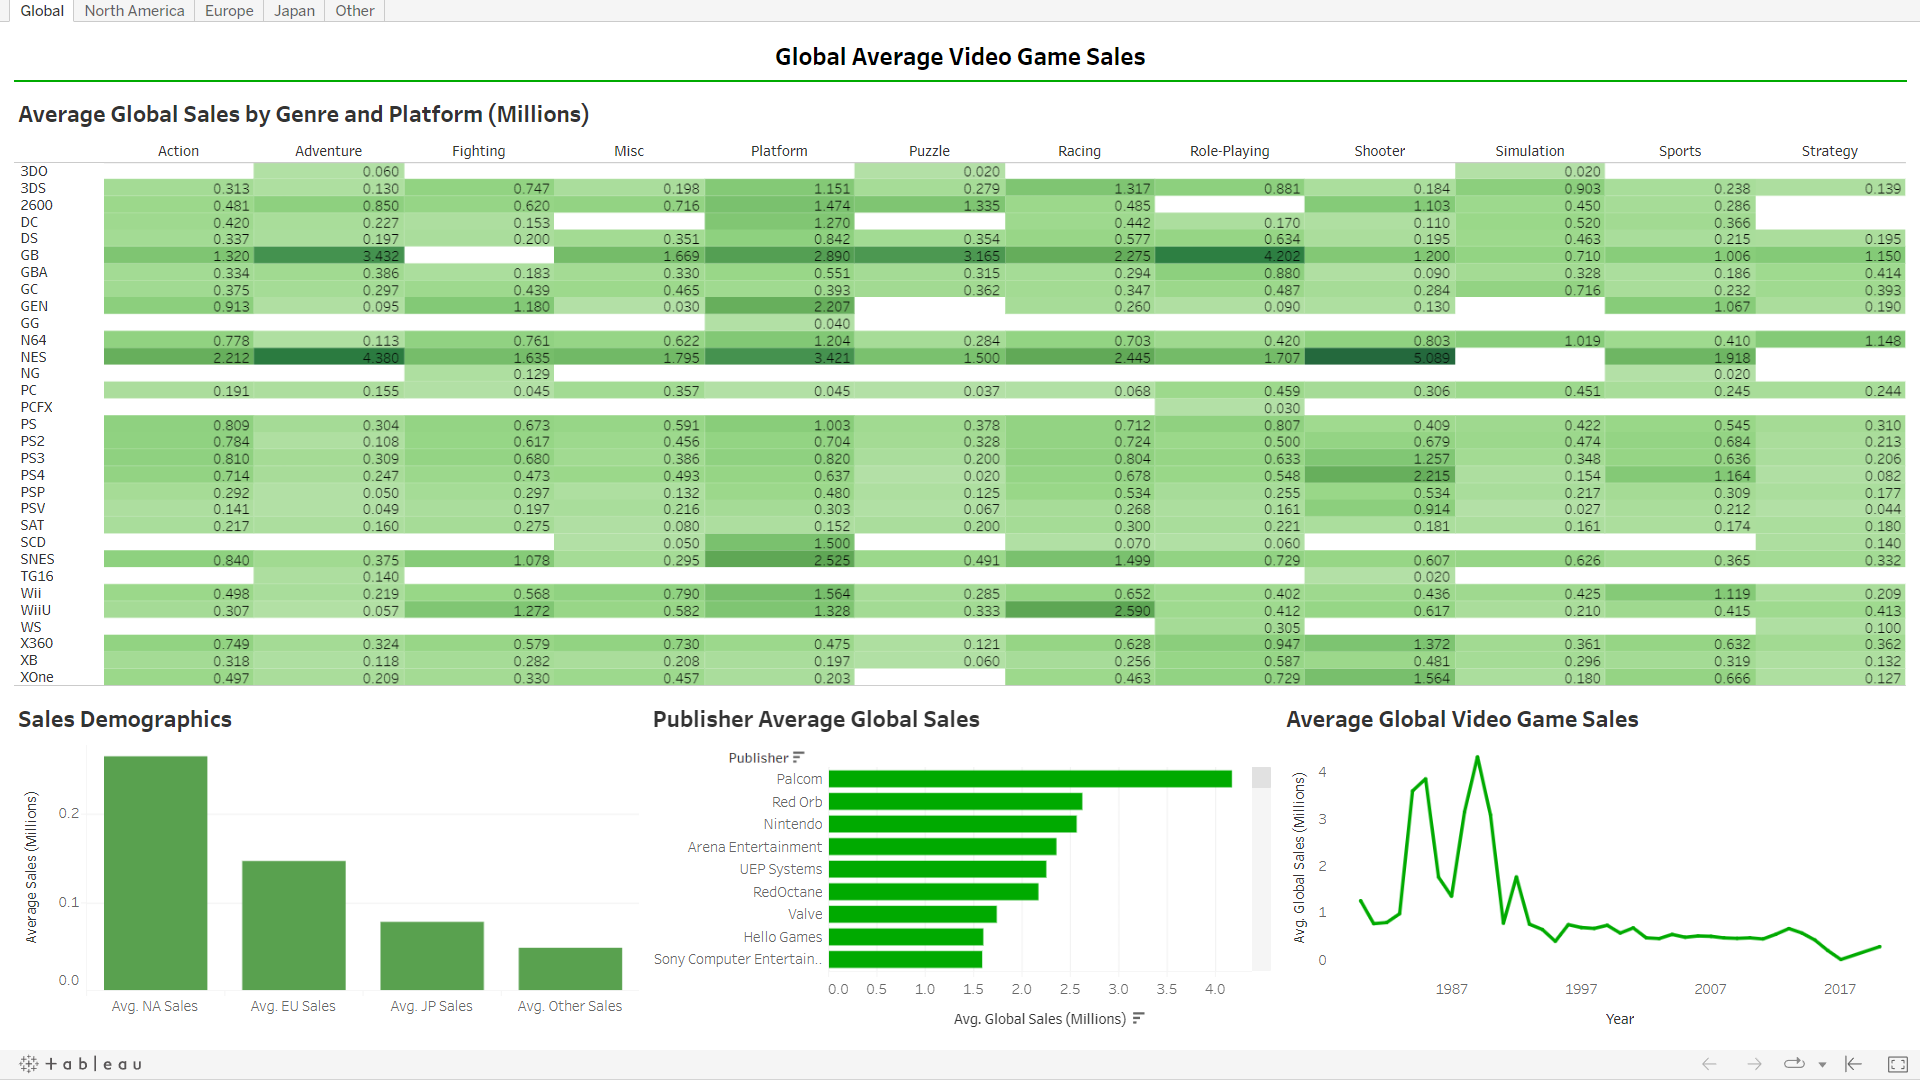 Global North America Europe Japan Other
Global Average Video Game Sales
Average Global Sales by Genre and Platform (Millions)
Action Adventure Fighting Misc Platform Puzzle Racing Role-Playing Shooter Simulation Sports Strategy
3DO 0.060 0.020 0.020
3DS 0.313 0.130 0.747 0.198 1.151 0.279 1.317 0.881 0.184 0.903 0.238 0.139
2600 0.481 0.850 0.620 0.716 1.474 1.335 0.485 1.103 0.450 0.286
DC 0.420 0.227 0.153 1.270 0.442 0.170 0.110 0.520 0.366
DS 0.337 0.197 0.200 0.351 0.842 0.354 0.577 0.634 0.195 0.463 0.215 0.195
GB 1.320 3.432 1.669 2.890 3.165 2.275 4.202 1.200 0.710 1.006 1.150
GBA 0.334 0.386 0.183 0.330 0.551 0.315 0.294 0.880 0.090 0.328 0.186 0.414
GC 0.375 0.297 0.439 0.465 0.393 0.362 0.347 0.487 0.284 0.716 0.232 0.393
GEN 0.913 0.095 1.180 0.030 2.207 0.260 0.090 0.130 1.067 0.190
GG 0.040
N64 0.778 0.113 0.761 0.622 1.204 0.284 0.703 0.420 0.803 1.019 0.410 1.148
NES 2.212 4.380 1.635 1.795 3.421 1.500 2.445 1.707 5.089 1.918
NG 0.129 0.020
PC 0.191 0.155 0.045 0.357 0.045 0.037 0.068 0.459 0.306 0.451 0.245 0.244
PCFX 0.030
PS 0.809 0.304 0.673 0.591 1.003 0.378 0.712 0.807 0.409 0.422 0.545 0.310
PS2 0.784 0.108 0.617 0.456 0.704 0.328 0.724 0.500 0.679 0.474 0.684 0.213
PS3 0.810 0.309 0.680 0.386 0.820 0.200 0.804 0.633 1.257 0.348 0.636 0.206
PS4 0.714 0.247 0.473 0.493 0.637 0.020 0.678 0.548 2.215 0.154 1.164 0.082
PSP 0.292 0.050 0.297 0.132 0.480 0.125 0.534 0.255 0.534 0.217 0.309 0.177
PSV 0.141 0.049 0.197 0.216 0.303 0.067 0.268 0.161 0.914 0.027 0.212 0.044
SAT 0.217 0.160 0.275 0.080 0.152 0.200 0.300 0.221 0.181 0.161 0.174 0.180
SCD 0.050 1.500 0.070 0.060 0.140
SNES 0.840 0.375 1.078 0.295 2.525 0.491 1.499 0.729 0.607 0.626 0.365 0.332
TG16 0.140 0.020
Wii 0.498 0.219 0.568 0.790 1.564 0.285 0.652 0.402 0.436 0.425 1.119 0.209
WiiU 0.307 0.057 1.272 0.582 1.328 0.333 2.590 0.412 0.617 0.210 0.415 0.413
WS 0.305 0.100
X360 0.749 0.324 0.579 0.730 0.475 0.121 0.628 0.947 1.372 0.361 0.632 0.362
XB 0.318 0.118 0.282 0.208 0.197 0.060 0.256 0.587 0.481 0.296 0.319 0.132
XOne 0.497 0.209 0.330 0.457 0.203 0.463 0.729 1.564 0.180 0.666 0.127
Sales Demographics
Average Sales (Millions)
0.2
0.1
0.0
Avg. NA Sales Avg. EU Sales Avg. JP Sales Avg. Other Sales
Publisher Average Global Sales
Publisher
Palcom
Red Orb
Nintendo
Arena Entertainment
UEP Systems
RedOctane
Valve
Hello Games
Sony Computer Entertain..
0.0 0.5 1.0 1.5 2.0 2.5 3.0 3.5 4.0
Avg. Global Sales (Millions)
Average Global Video Game Sales
Avg. Global Sales (Millions)
4
3
2
1
0
1987 1997 2007 2017
Year
+ a b l e a u